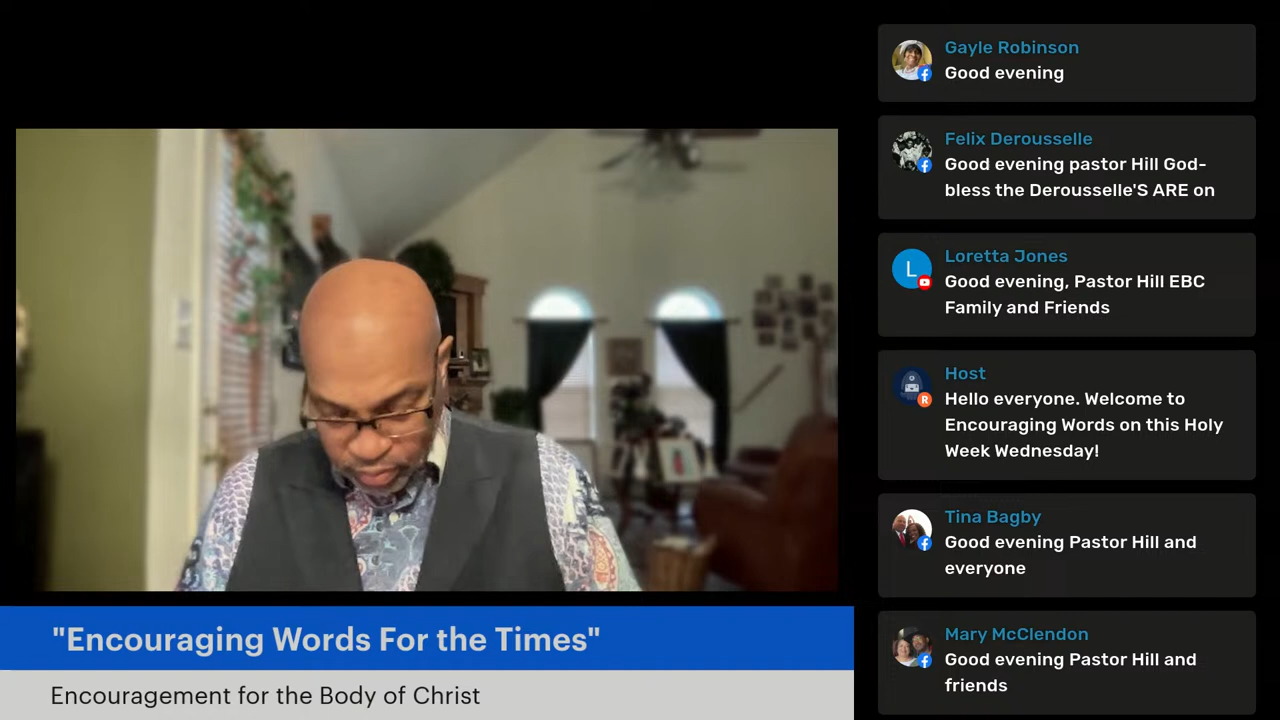 Gayle Robinson
Good evening
Felix Derousselle
Good evening pastor Hill God-
bless the Derousselle'S ARE on
L
Loretta Jones
Good evening, Pastor Hill EBC
Family and Friends
Host
R
Hello everyone. Welcome to
Encouraging Words on this Holy
Week Wednesday!
Tina Bagby
Good evening Pastor Hill and
everyone
Mary McClendon
Good evening Pastor Hill and
friends
"Encouraging Words For the Times"
Encouragement for the Body of Christ